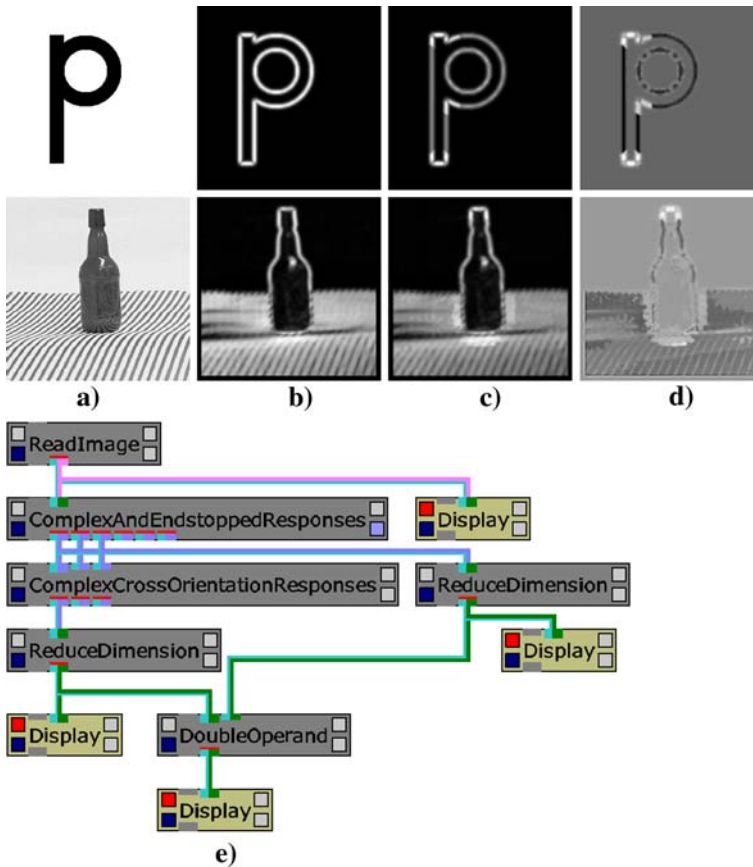 p
a) b) c) d)
ReadImage
ComplexAndEndstoppedResponses Display
ComplexCrossOrientationResponses ReduceDimension
ReduceDimension Display
Display DoubleOperand
Display
e)